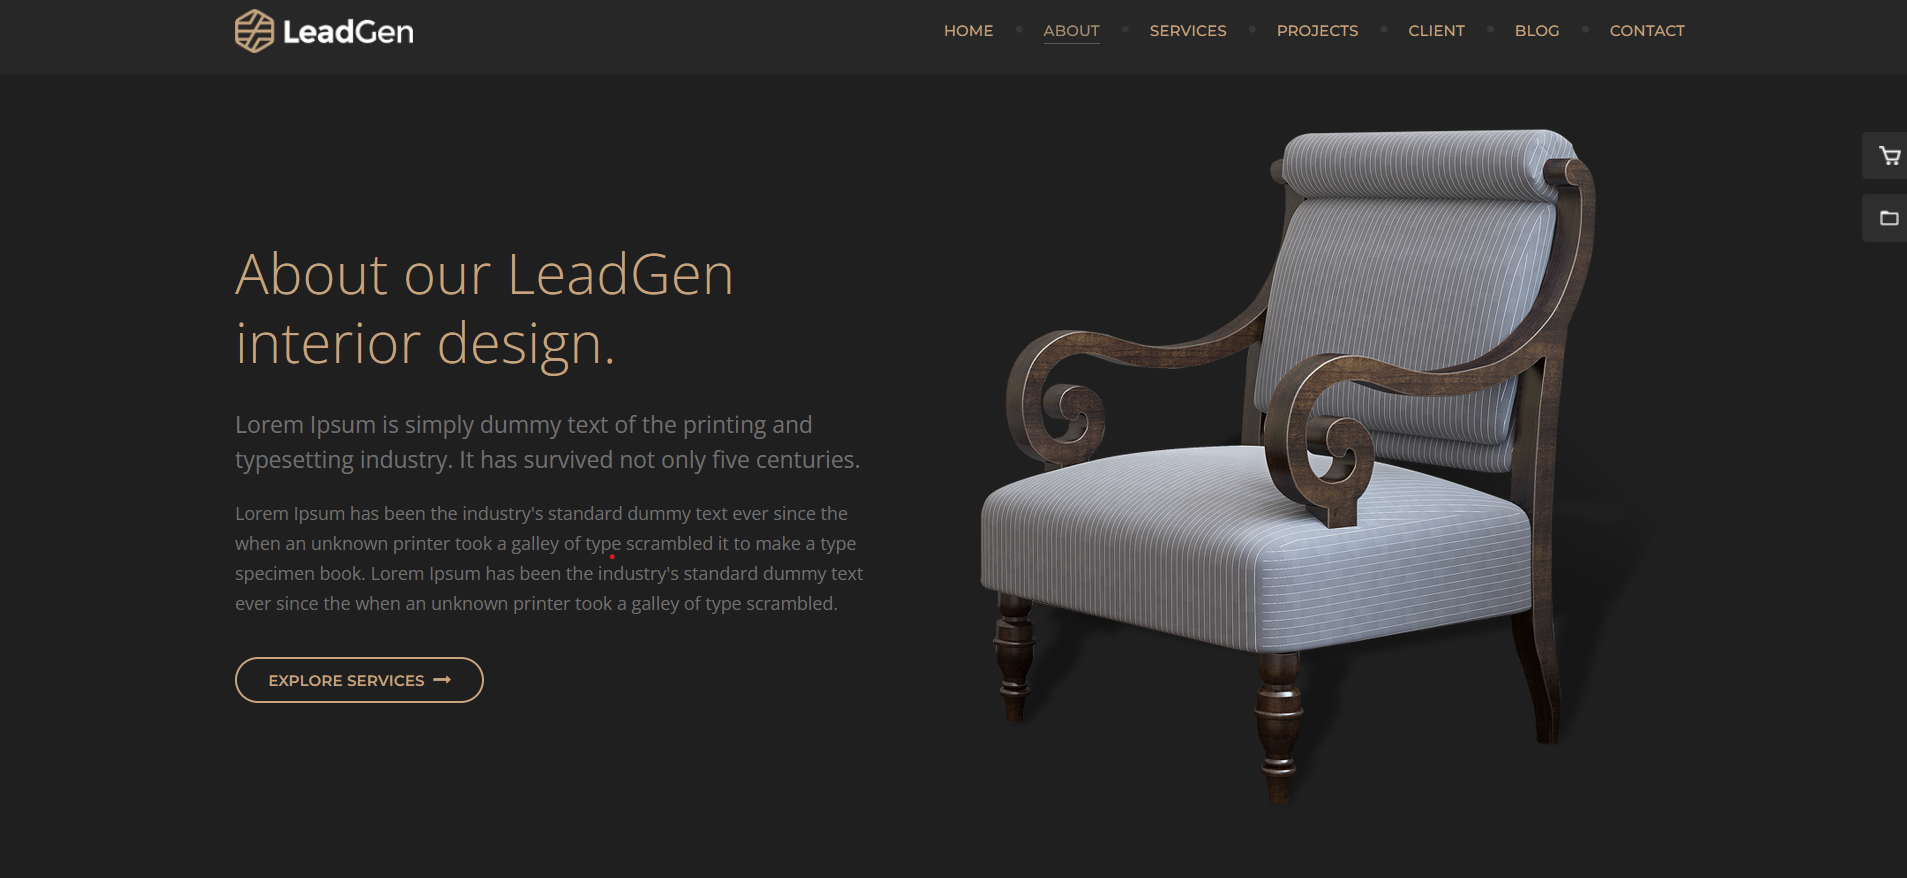 LeadGen
HOME
ABOUT
SERVICES
PROJECTS
CLIENT
BLOG
CONTACT
About our LeadGen
interior design.
Lorem Ipsum is simply dummy text of the printing and
typesetting industry. It has survived not only five centuries.
Lorem Ipsum has been the industry's standard dummy text ever since the
when an unknown printer took a galley of type scrambled it to make a type
specimen book. Lorem Ipsum has been the industry's standard dummy text
ever since the when an unknown printer took a galley of type scrambled.
EXPLORE SERVICES